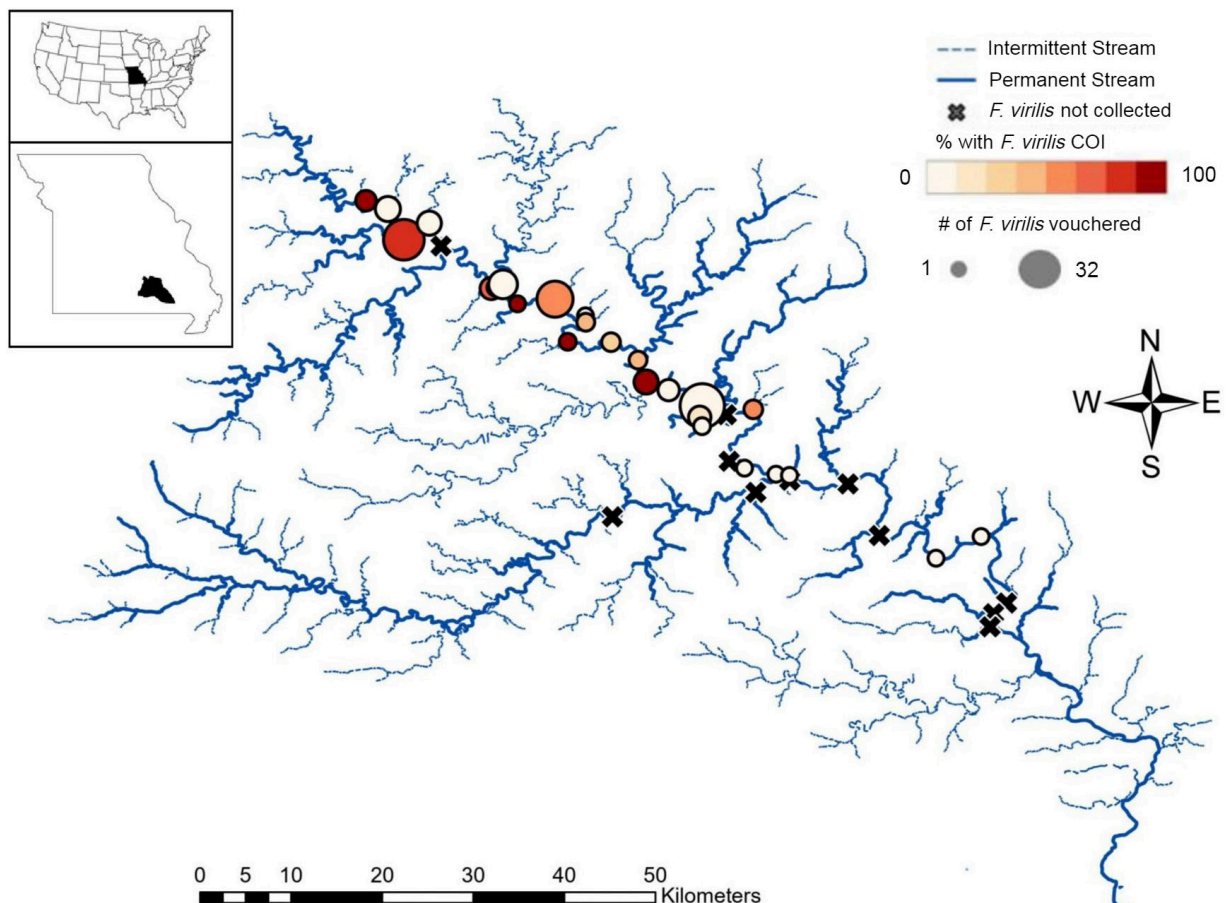 Intermittent Stream
Permanent Stream
F. virilis not collected
% with F. virilis COI
0 100
# of F. virilis vouchered
1 32
N
W E
S
0 5 10 20 30 40 50
Kilometers